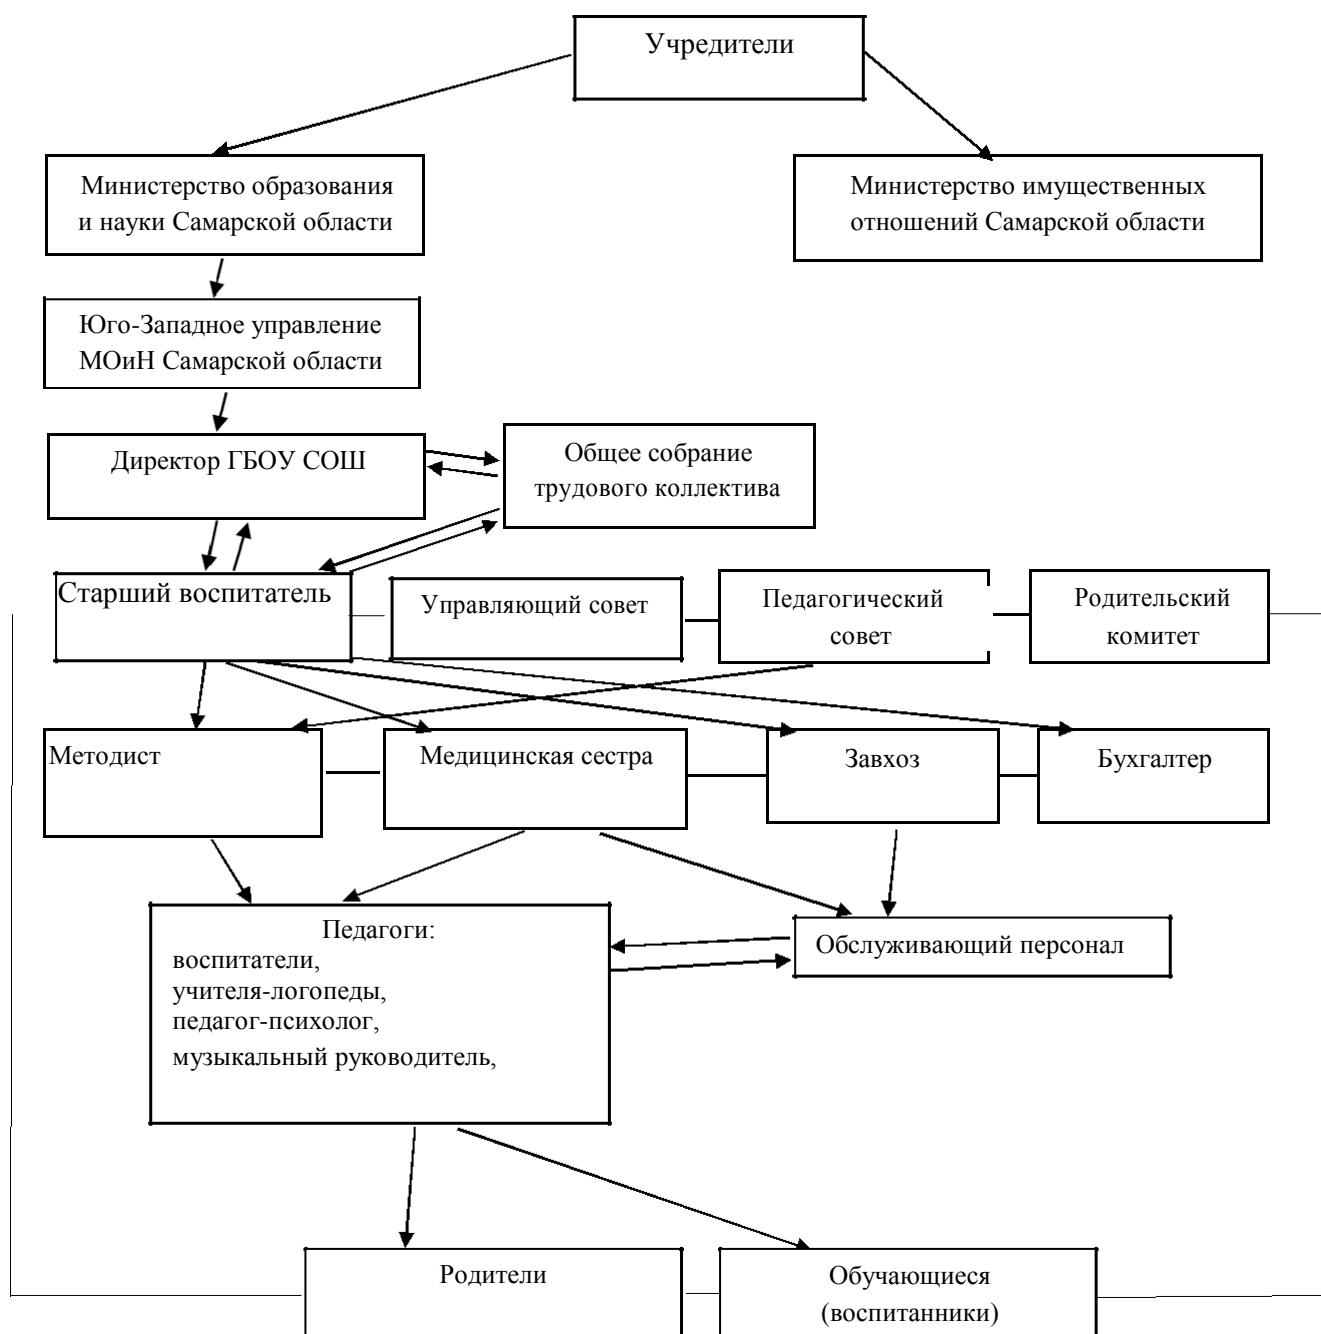 Учредители
Министерство образования
и науки Самарской области
Министерство имущественных
отношений Самарской области
Юго-Западное управление
МОиН Самарской области
Директор ГБОУ СОШ
Общее собрание
трудового коллектива
Старший воспитатель
Управляющий совет
Педагогический
совет
Родительский
комитет
Методист
Медицинская сестра
Завхоз
Бухгалтер
Педагоги:
воспитатели,
учителя-логопеды,
педагог-психолог,
музыкальный руководитель,
Обслуживающий персонал
Родители
Обучающиеся
(воспитанники)